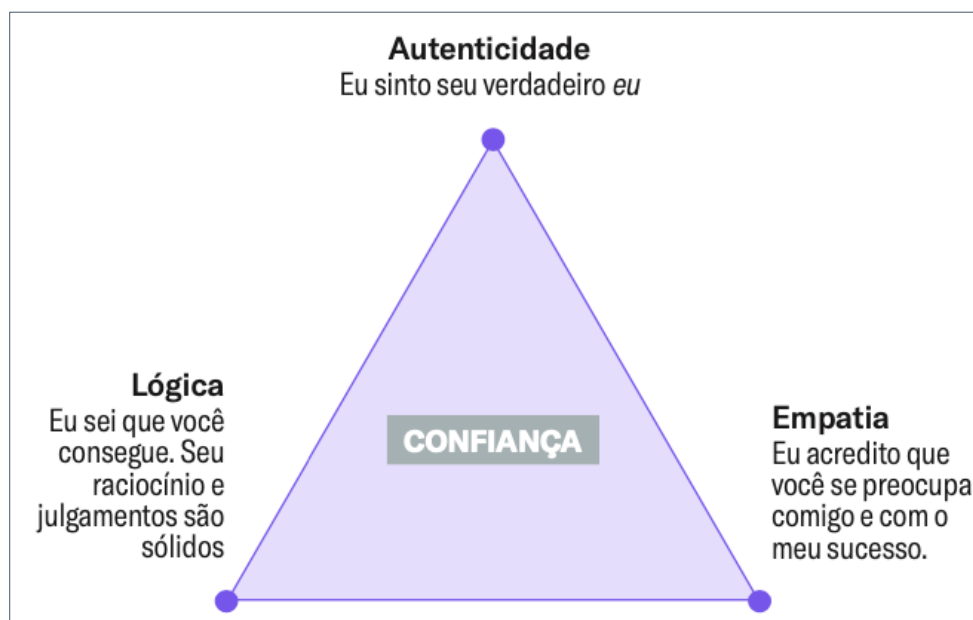 Autenticidade
Eu sinto seu verdadeiro eu
Lógica
Eu sei que você
consegue. Seu
raciocínio e
julgamentos são
sólidos
CONFIANÇA
Empatia
Eu acredito que
você se preocupa
comigo e com o
meu sucesso.